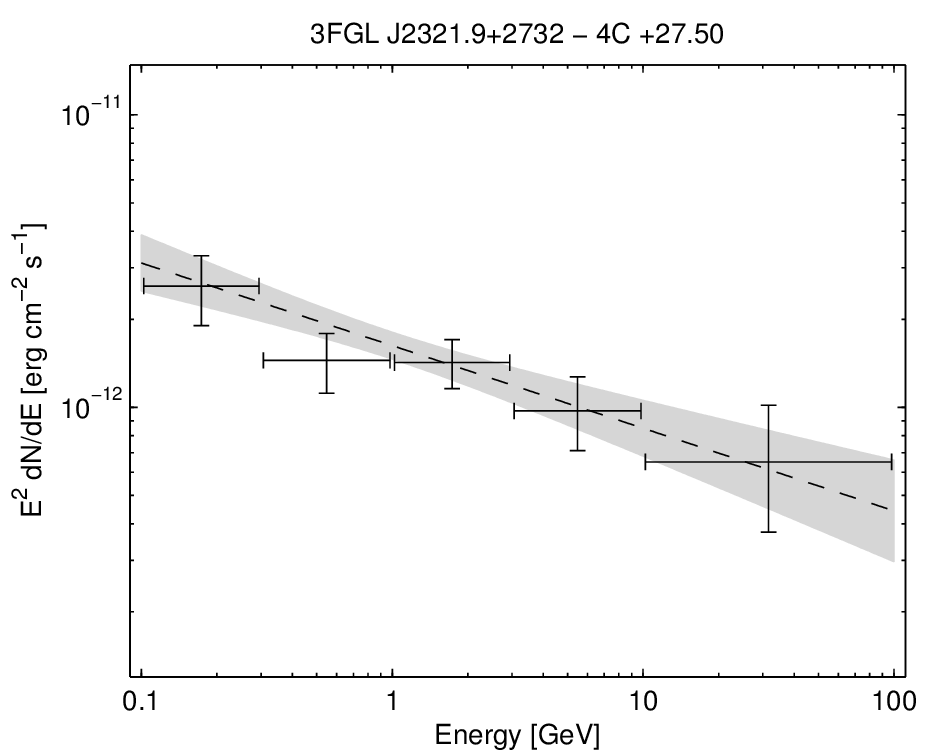 3FGL J2321.9+2732 − 4C +27.50
10⁻¹¹
10⁻¹²
E² dN/dE [erg cm⁻² s⁻¹]
0.1 1 10 100
Energy [GeV]